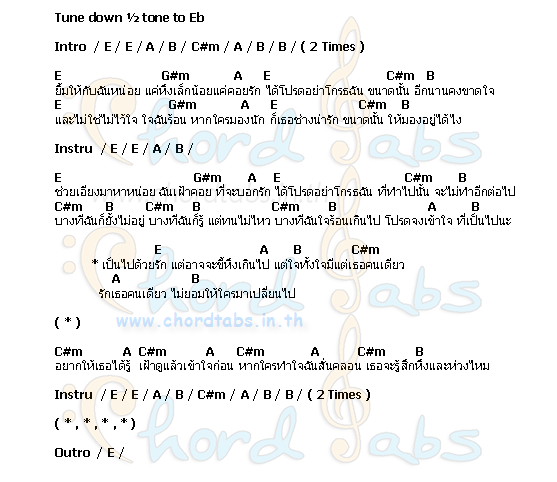 Tune down ½ tone to Eb
Intro / E / E / A / B / C#m / A / B / B / ( 2 Times )
E G#m A E C#m B
ยิ้มให้กับฉันหน่อย แค่หึงเล็กน้อยแค่คอยรัก ได้โปรดอย่าโกรธฉัน ขนาดนั้น อีกนานคงขาดใจ
E G#m A E C#m B
และไม่ใช่ไม่ไว้ใจ ใจฉันร้อน หากใครมองนัก ก็เธอช่างน่ารัก ขนาดนั้น ให้มองอยู่ได้ไง
Instru / E / E / A / B /
E G#m A E C#m B
ช่วยเอียงมาหาหน่อย ฉันเฝ้าคอย ที่จะบอกรัก ได้โปรดอย่าโกรธฉัน ที่ทำไปนั้น จะไม่ทำอีกต่อไป
C#m B C#m B C#m B A B
บางทีฉันก็ยั้งไม่อยู่ บางทีฉันก็รู้ แต่ทนไม่ไหว บางทีฉันใจร้อนเกินไป โปรดจงเข้าใจ ที่เป็นไปนะ
E A B C#m
* เป็นไปด้วยรัก แต่อาจจะขี้หึงเกินไป แต่ใจทั้งใจมีแต่เธอคนเดียว
A B
รักเธอคนเดียว ไม่ยอมให้ใครมาเปลี่ยนไป
( * )
www.chordtabs.in.th
C#m A C#m A C#m A C#m B
อยากให้เธอได้รู้ เฝ้าดูแล้วเข้าใจก่อน หากใครทำใจฉันสั่นคลอน เธอจะรู้สึกหึงและห่วงไหม
Instru / E / E / A / B / C#m / A / B / B / ( 2 Times )
( * , * , * , * )
Outro / E /
Chord Tabs